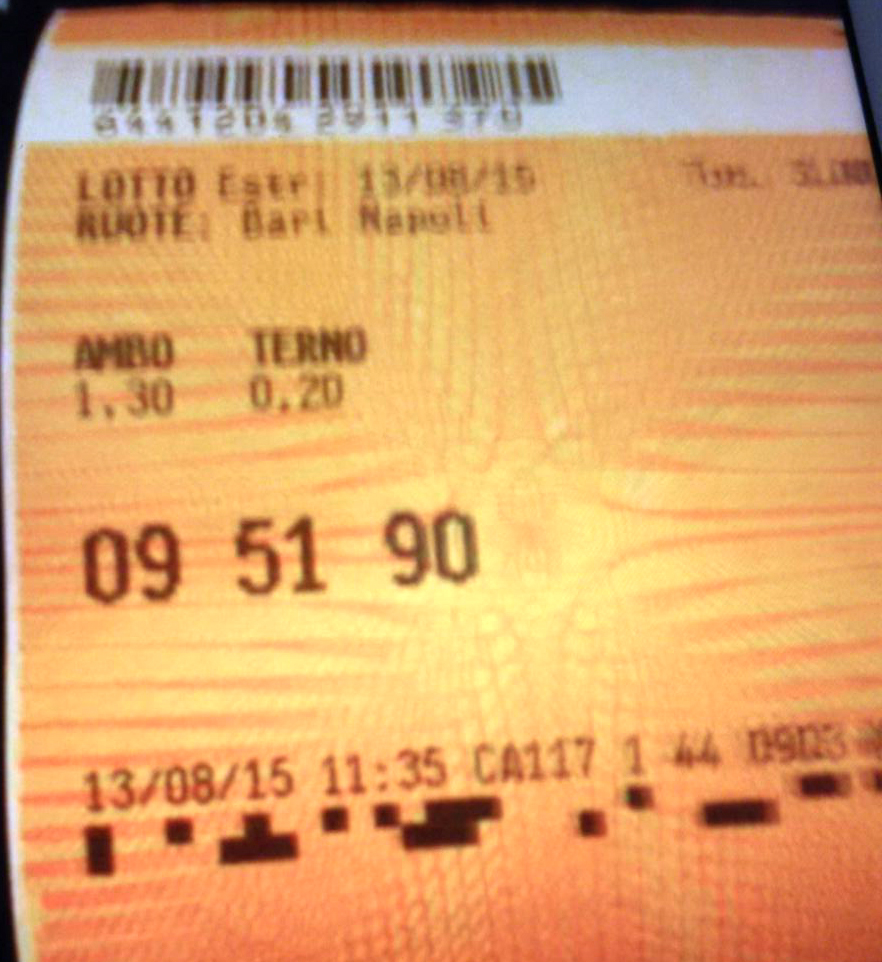 LOTTO Estr: 13/08/15
RUOTE: Bari Napoli
AMBO TERNO
1,30 0,20
09 51 90
13/08/15 11:35 CA117 1 44